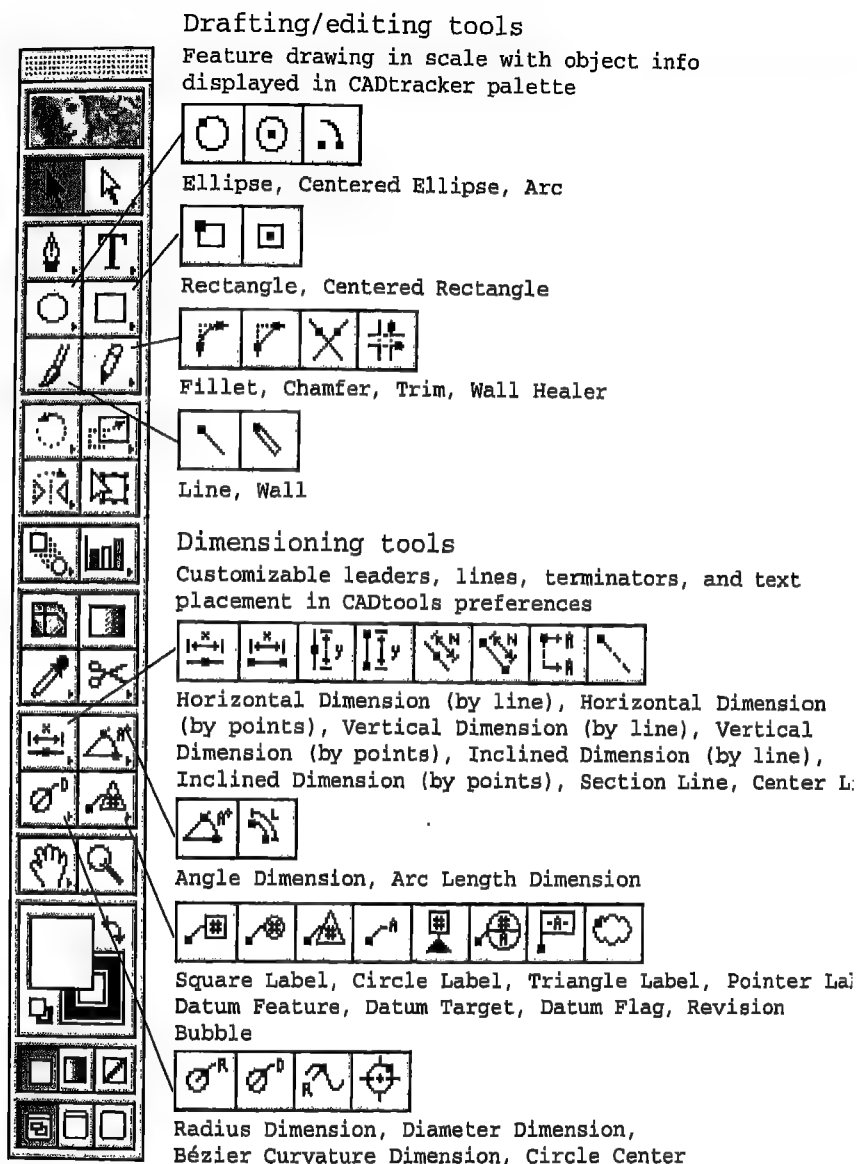 Drafting/editing tools
Feature drawing in scale with object info
displayed in CADtracker palette
Ellipse, Centered Ellipse, Arc
Rectangle, Centered Rectangle
Fillet, Chamfer, Trim, Wall Healer
Line, Wall
Dimensioning tools
Customizable leaders, lines, terminators, and text
placement in CADtools preferences
Horizontal Dimension (by line), Horizontal Dimension
(by points), Vertical Dimension (by line), Vertical
Dimension (by points), Inclined Dimension (by line),
Inclined Dimension (by points), Section Line, Center
Angle Dimension, Arc Length Dimension
Square Label, Circle Label, Triangle Label, Pointer
Datum Feature, Datum Target, Datum Flag, Revision
Bubble
Radius Dimension, Diameter Dimension,
Bézier Curvature Dimension, Circle Center